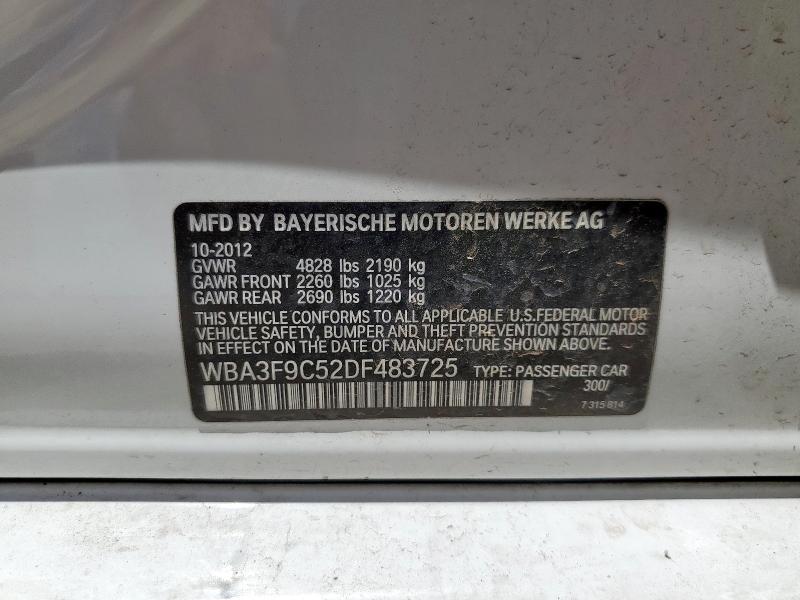 MFD BY BAYERISCHE MOTOREN WERKE AG
10-2012
GVWR 4828 lbs 2190 kg
GAWR FRONT 2260 lbs 1025 kg
GAWR REAR 2690 lbs 1220 kg
THIS VEHICLE CONFORMS TO ALL APPLICABLE U.S.FEDERAL MOTOR
VEHICLE SAFETY, BUMPER AND THEFT PREVENTION STANDARDS
IN EFFECT ON THE DATE OF MANUFACTURE SHOWN ABOVE.
WBA3F9C52DF483725 TYPE: PASSENGER CAR
300/
7 315 814